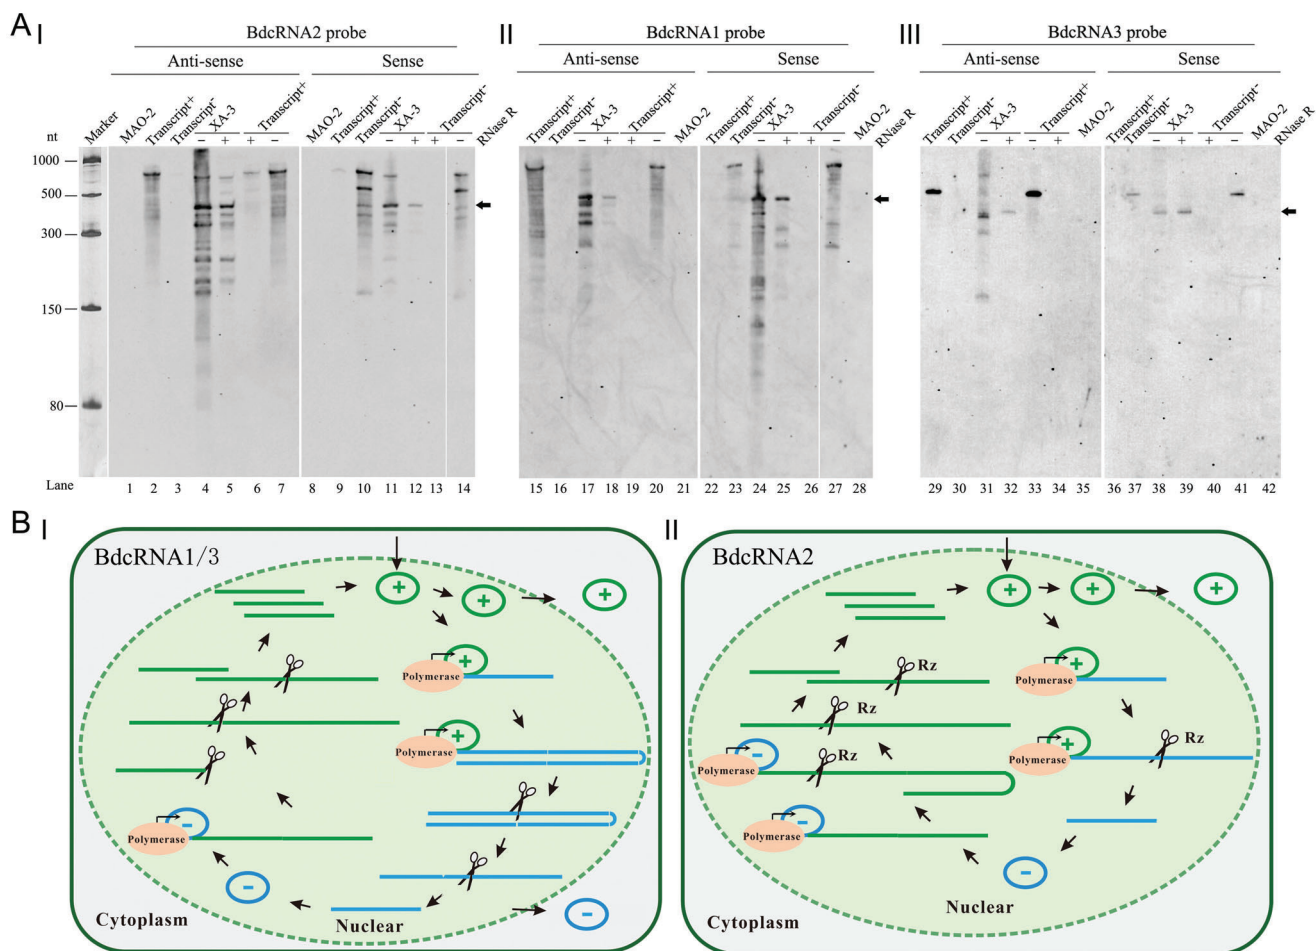 A
I
BdcRNA2 probe
Anti-sense
Sense
nt
Marker
MAO-2
Transcript+
Transcript−
XA-3
− +
Transcript+
+ −
MAO-2
Transcript+
Transcript−
XA-3
− +
Transcript−
+ −
RNase R
1000
500
300
150
80
Lane
1 2 3 4 5 6 7 8 9 10 11 12 13 14
II
BdcRNA1 probe
Anti-sense
Sense
Transcript+
Transcript−
XA-3
− +
Transcript+
+ −
MAO-2
Transcript+
Transcript−
XA-3
− +
Transcript−
+ −
MAO-2
RNase R
15 16 17 18 19 20 21 22 23 24 25 26 27 28
III
BdcRNA3 probe
Anti-sense
Sense
Transcript+
Transcript−
XA-3
− +
Transcript+
− +
MAO-2
Transcript+
Transcript−
XA-3
− +
Transcript−
+ −
MAO-2
RNase R
29 30 31 32 33 34 35 36 37 38 39 40 41 42
B
I
BdcRNA1/3
+
+
+
+
Polymerase
+
Polymerase
−
Polymerase
−
−
Nuclear
Cytoplasm
II
BdcRNA2
+
+
+
Rz
+
Polymerase
Rz
+
Polymerase
Rz
−
Polymerase
Rz
−
Polymerase
−
Nuclear
Cytoplasm